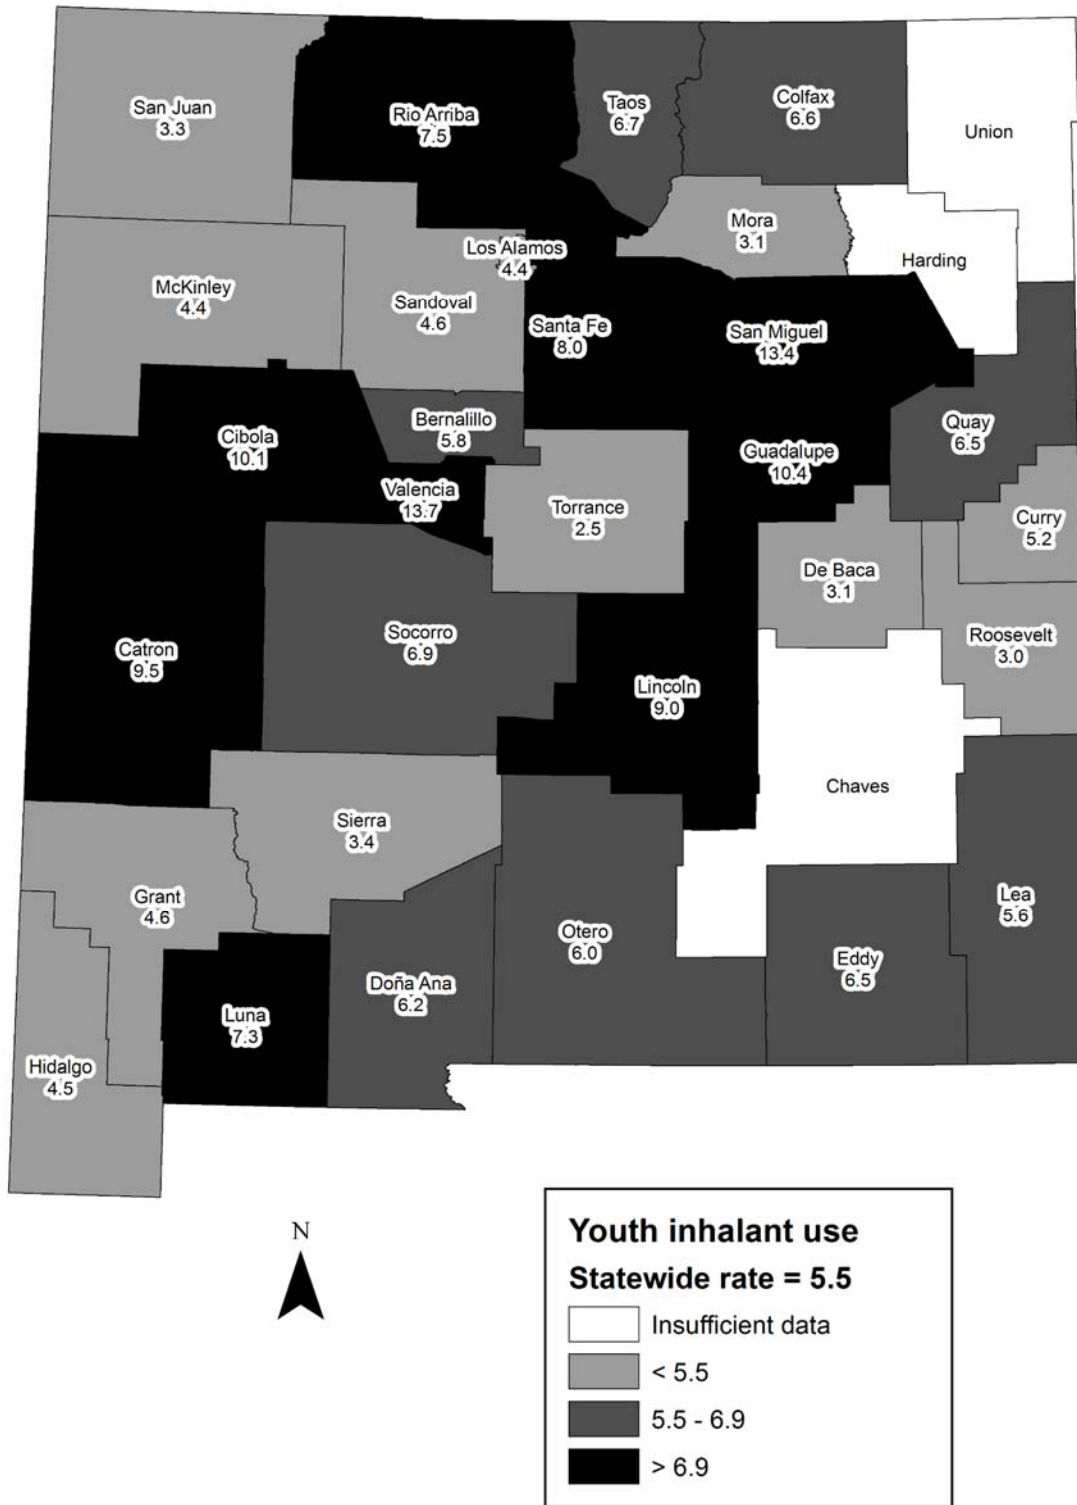 San Juan
3.3
Rio Arriba
7.5
Taos
6.7
Colfax
6.6
Union
Mora
3.1
Harding
Los Alamos
4.4
McKinley
4.4
Sandoval
4.6
Santa Fe
8.0
San Miguel
13.4
Cibola
10.1
Bernalillo
5.8
Quay
6.5
Guadalupe
10.4
Valencia
13.7
Torrance
2.5
Curry
5.2
De Baca
3.1
Catron
9.5
Socorro
6.9
Roosevelt
3.0
Lincoln
9.0
Chaves
Sierra
3.4
Grant
4.6
Lea
5.6
Otero
6.0
Eddy
6.5
Doña Ana
6.2
Luna
7.3
Hidalgo
4.5
N
Youth inhalant use
Statewide rate = 5.5
Insufficient data
< 5.5
5.5 - 6.9
> 6.9